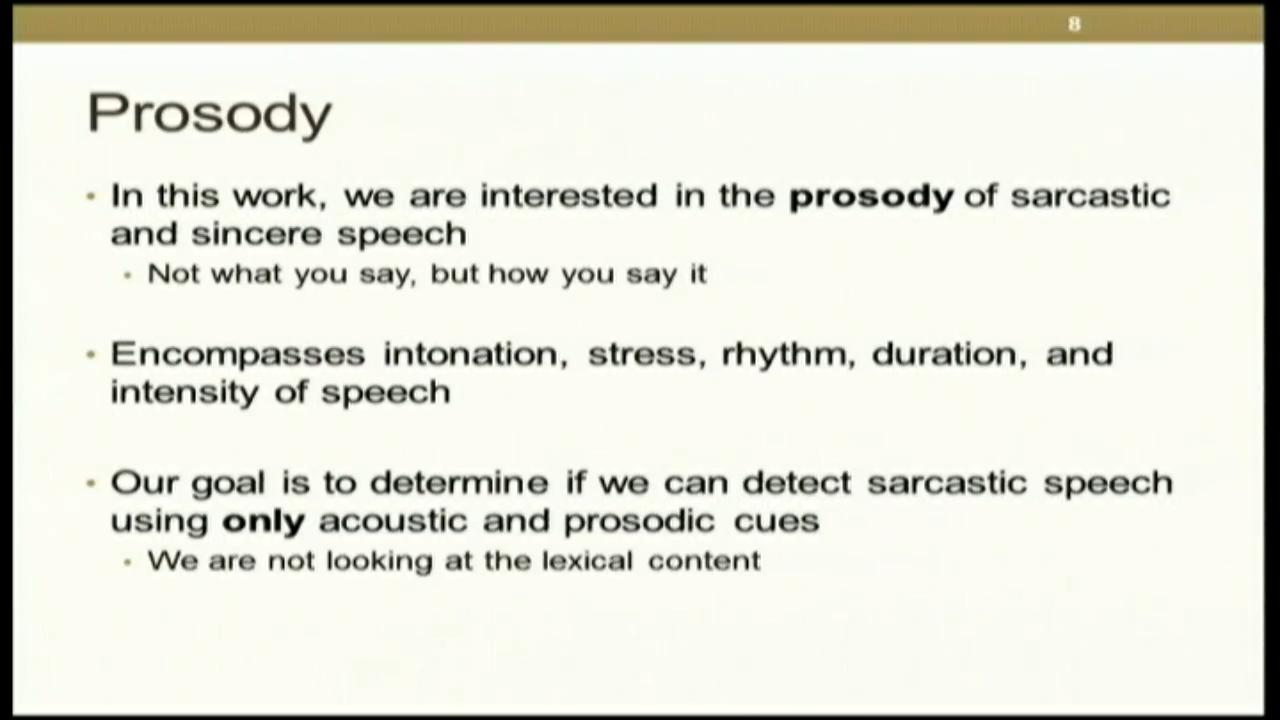 8
Prosody
• In this work, we are interested in the prosody of sarcastic
and sincere speech
• Not what you say, but how you say it
• Encompasses intonation, stress, rhythm, duration, and
intensity of speech
• Our goal is to determine if we can detect sarcastic speech
using only acoustic and prosodic cues
• We are not looking at the lexical content